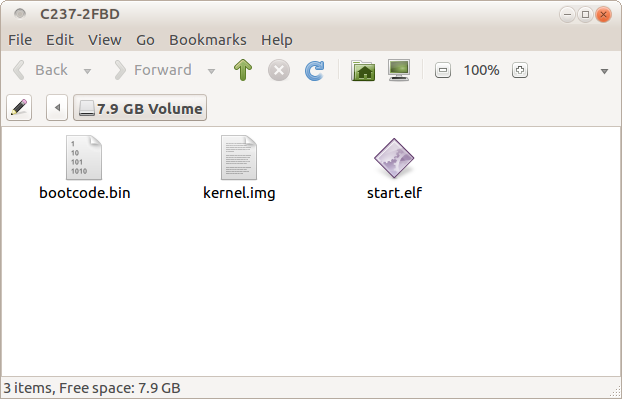 C237-2FBD
File Edit View Go Bookmarks Help
Back Forward 100%
7.9 GB Volume
1
10
101
1010
bootcode.bin kernel.img start.elf
3 items, Free space: 7.9 GB